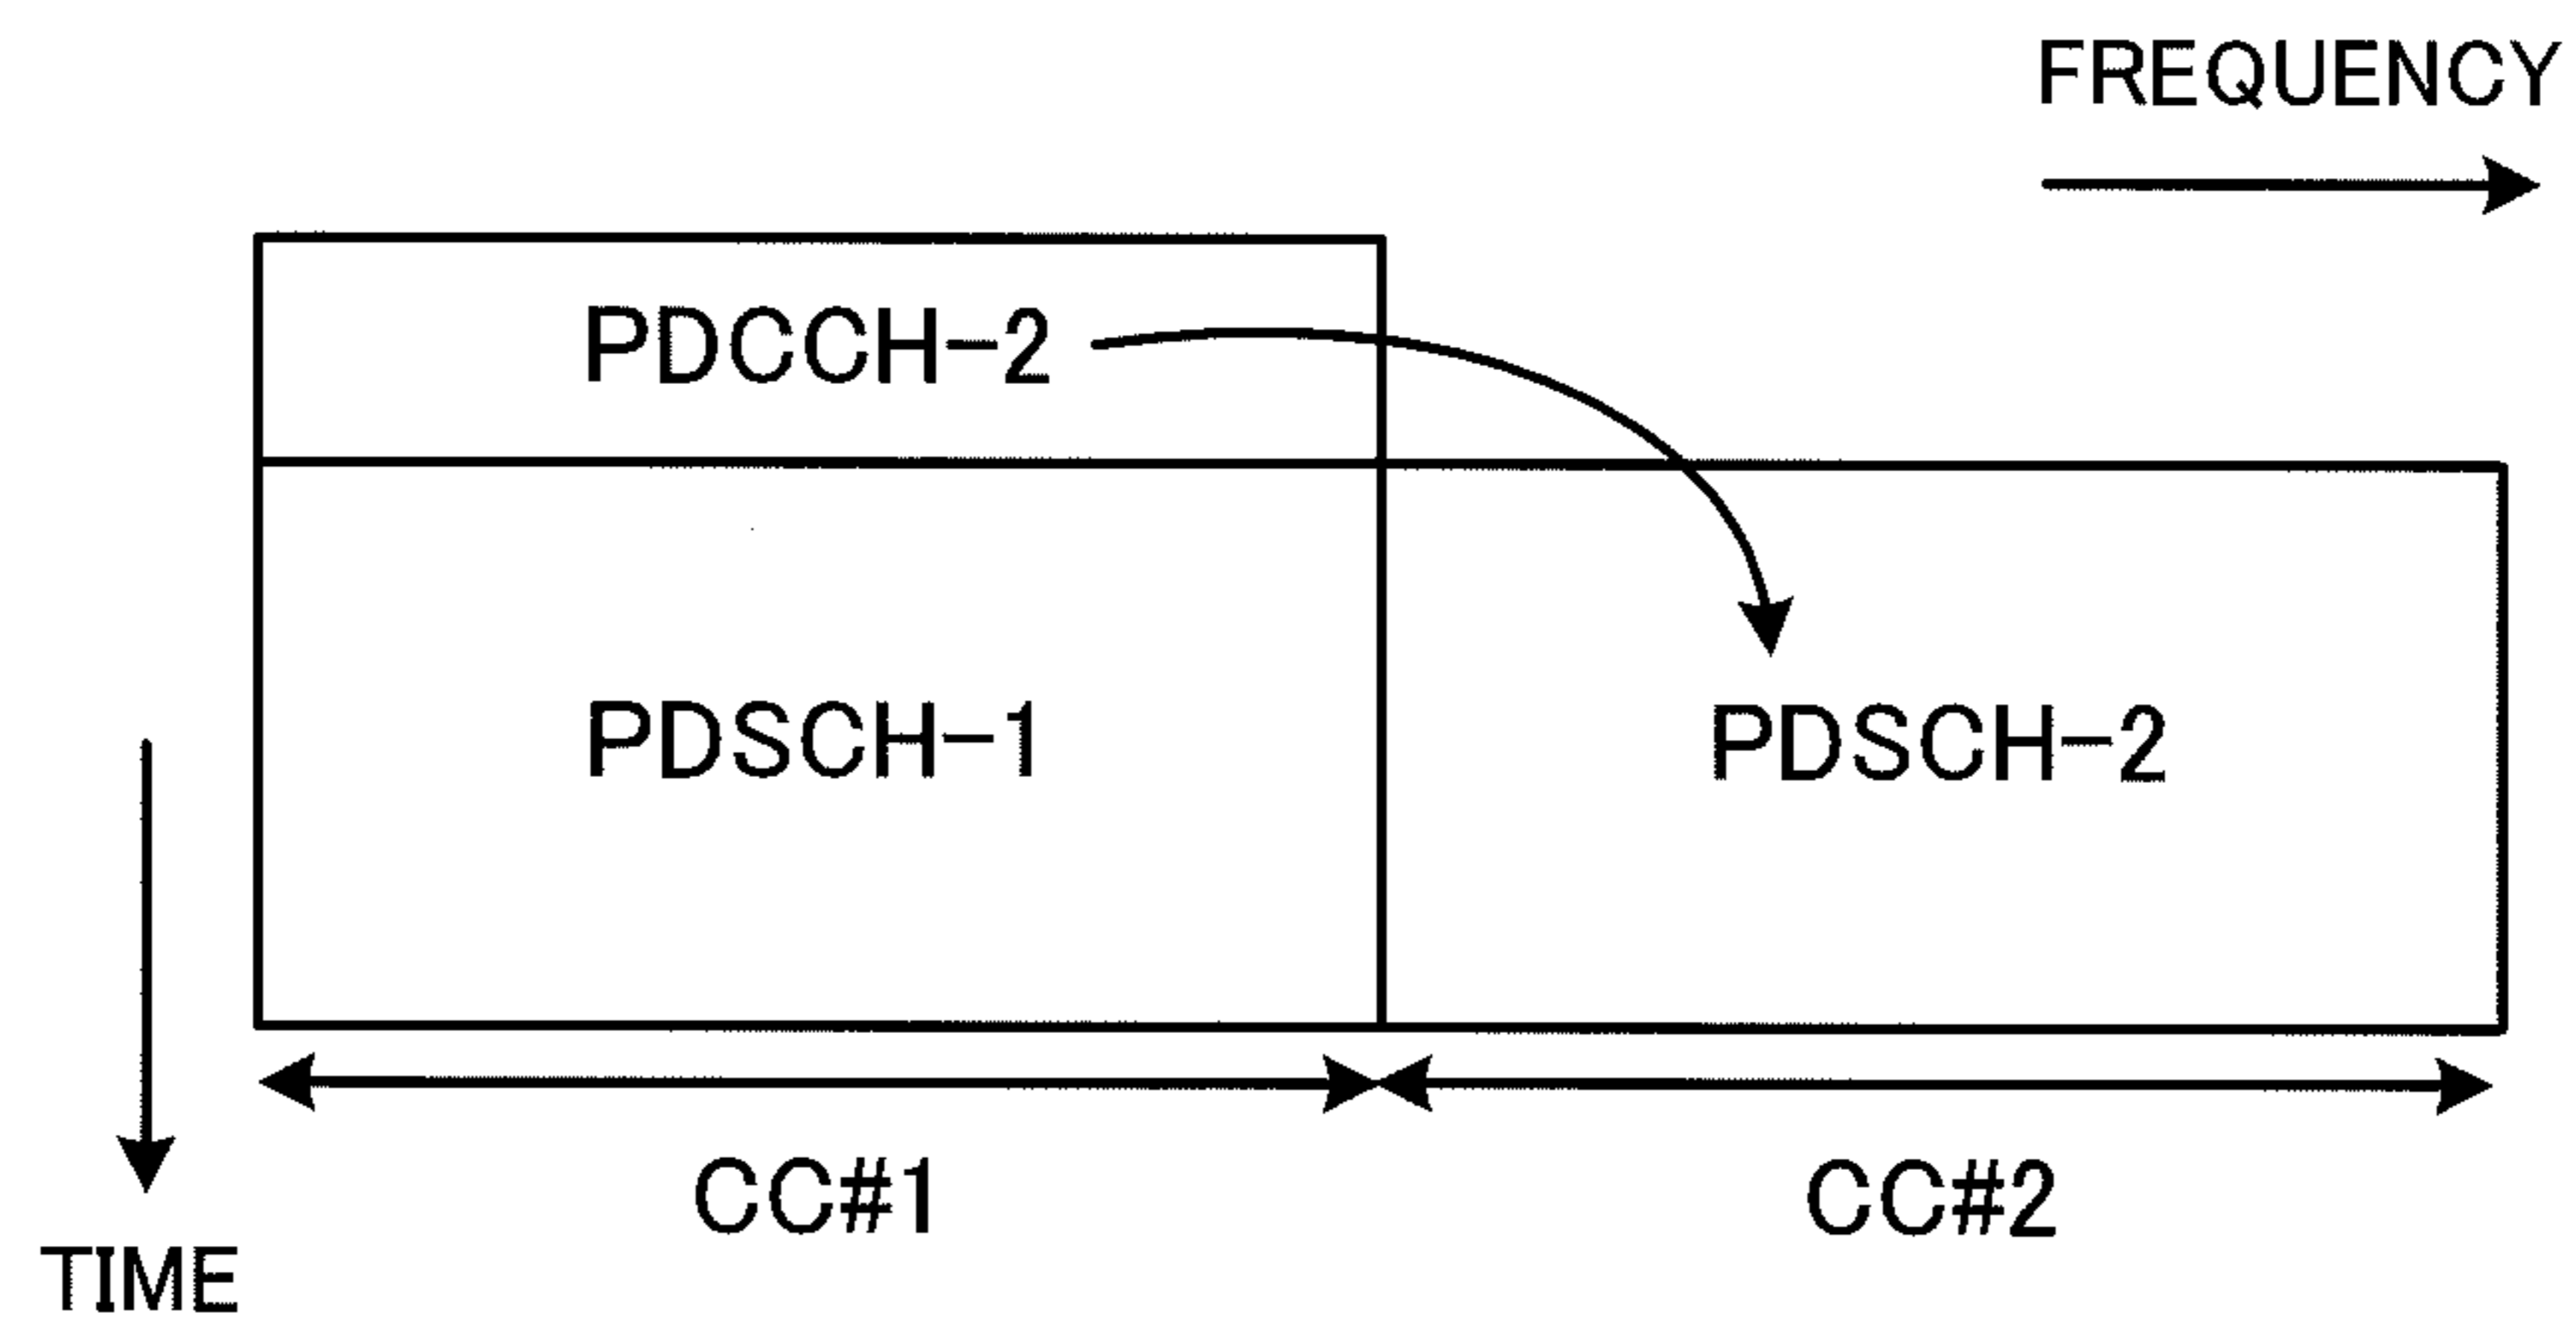 FREQUENCY
PDCCH-2
PDSCH-1
PDSCH-2
CC#1
CC#2
TIME